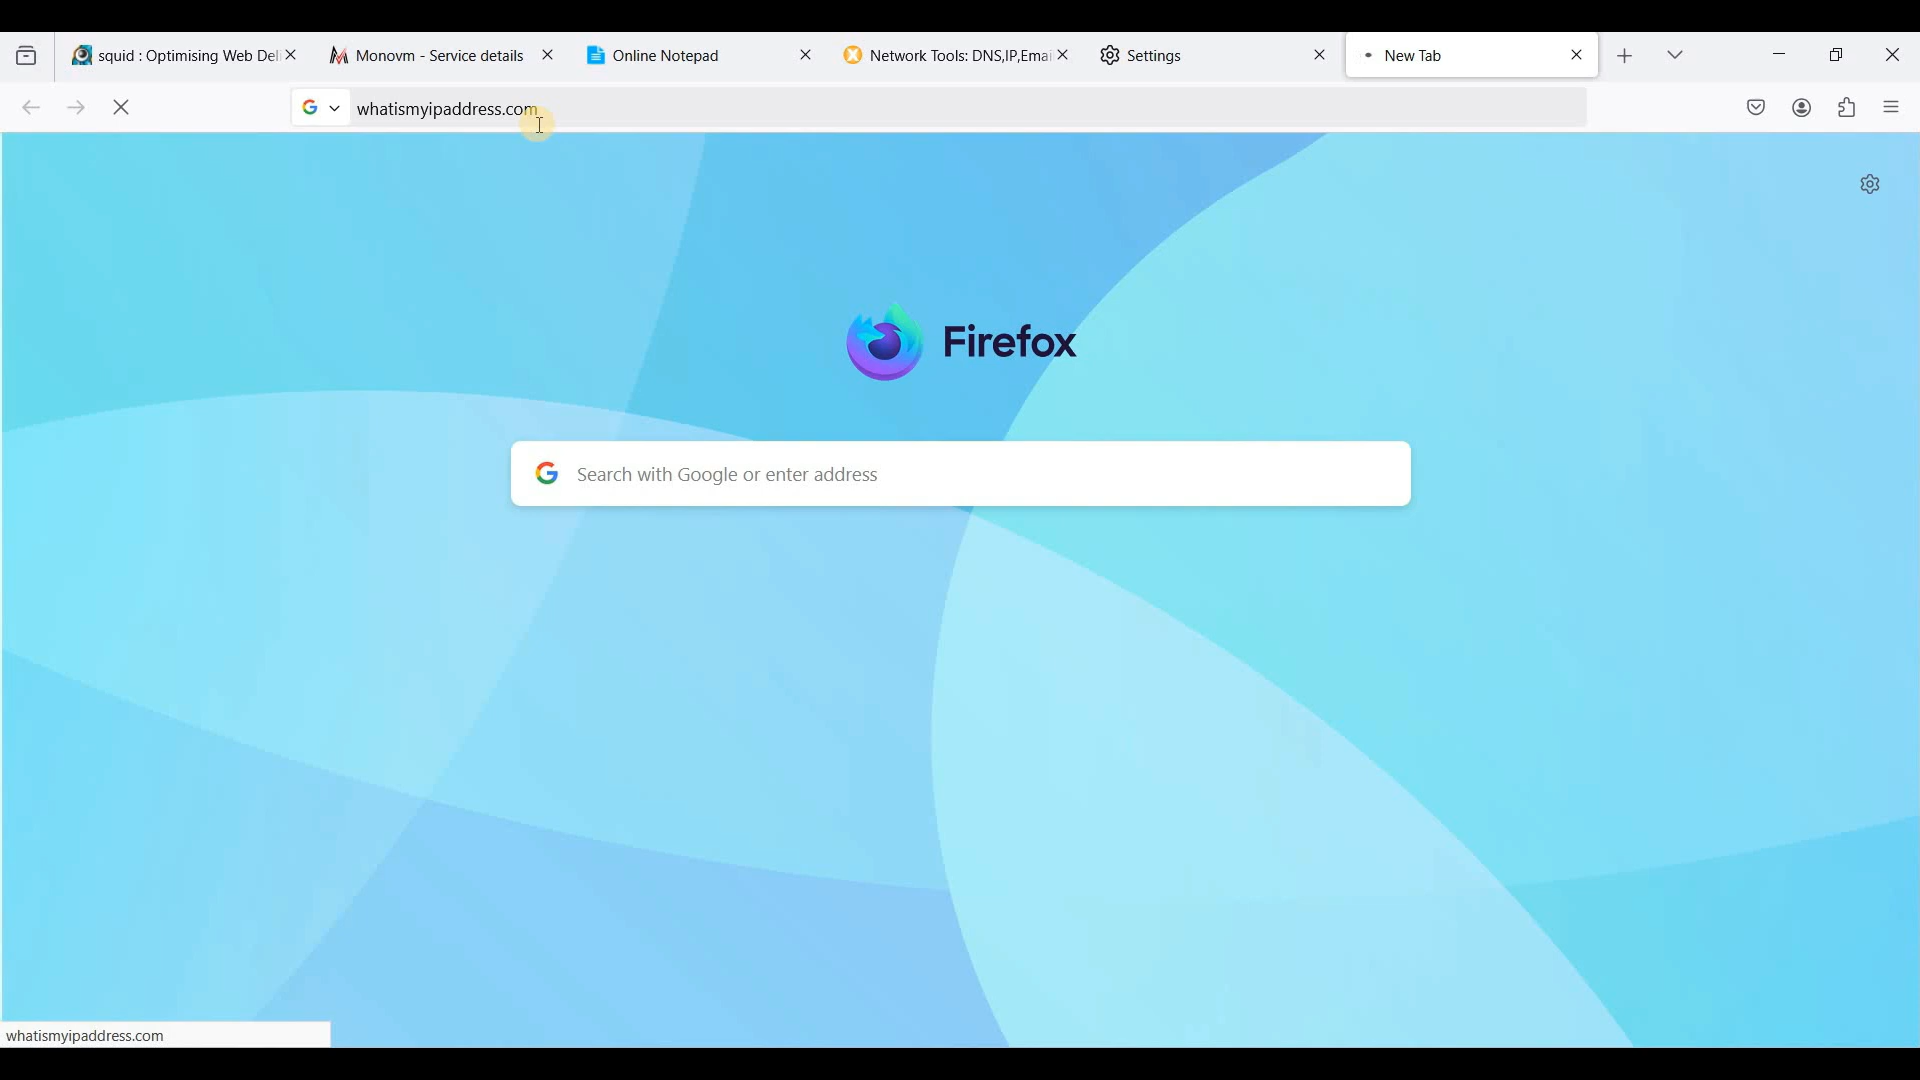 squid : Optimising Web Deli
Monovm - Service details
Online Notepad
Network Tools: DNS,IP,Emai
Settings
New Tab
whatismyipaddress.com
Firefox
Search with Google or enter address
whatismyipaddress.com